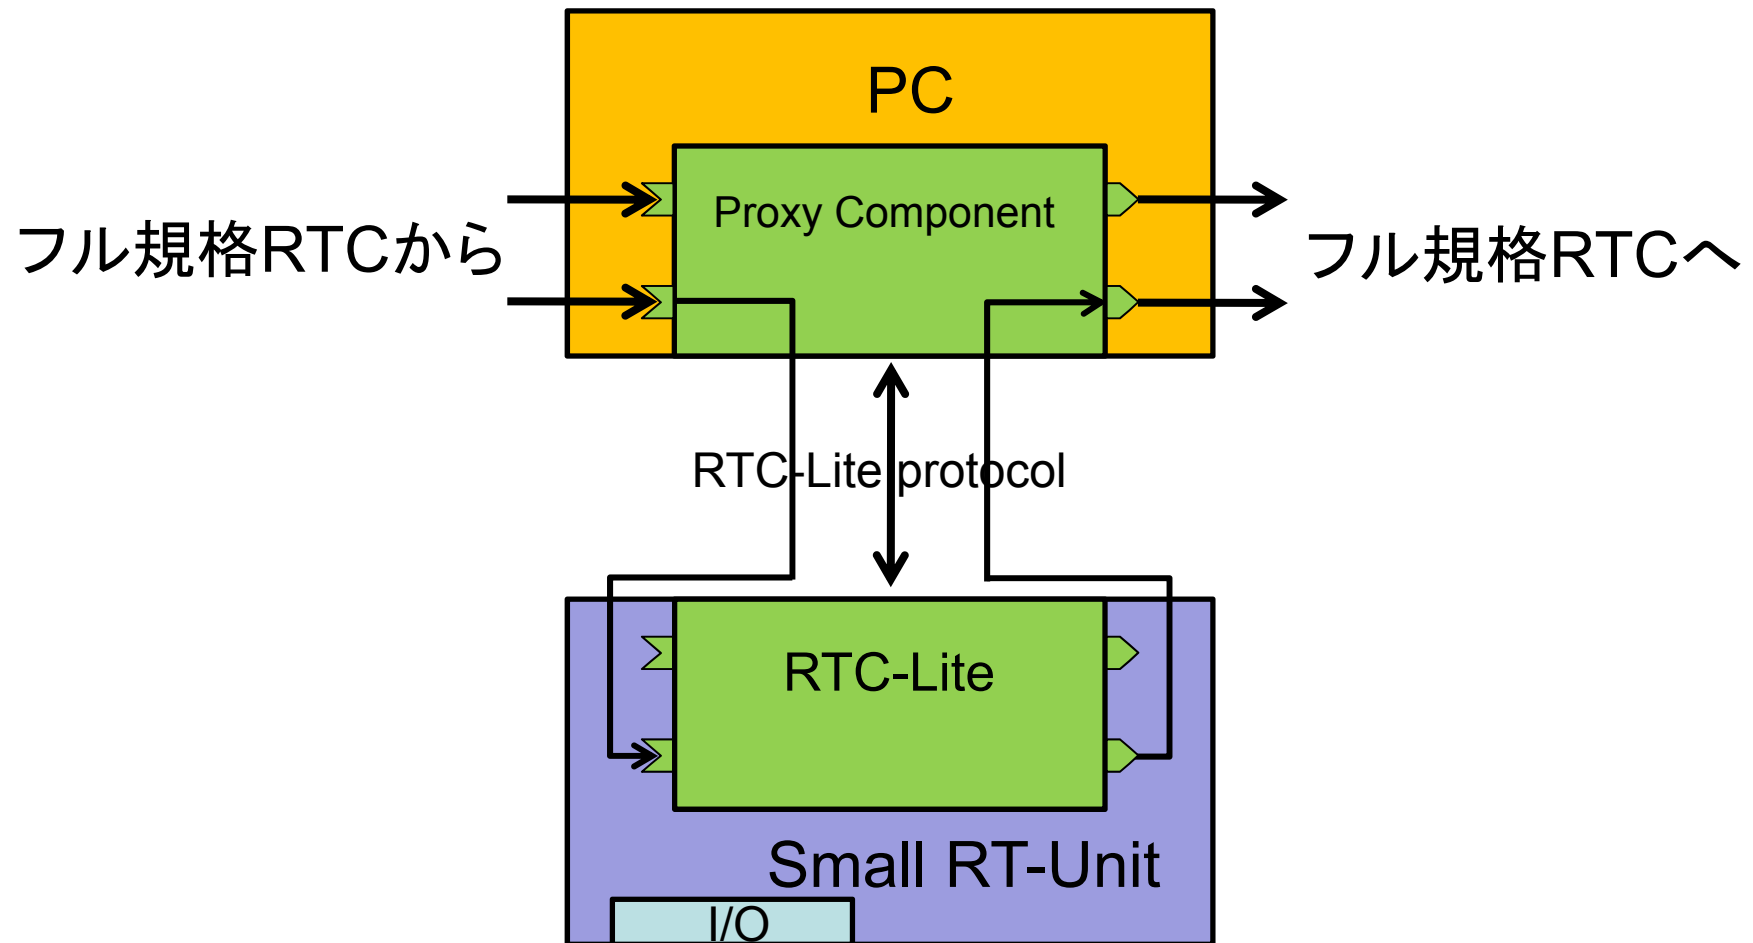 PC
Proxy Component
フル規格RTCから
フル規格RTCへ
RTC-Lite protocol
RTC-Lite
Small RT-Unit
I/O